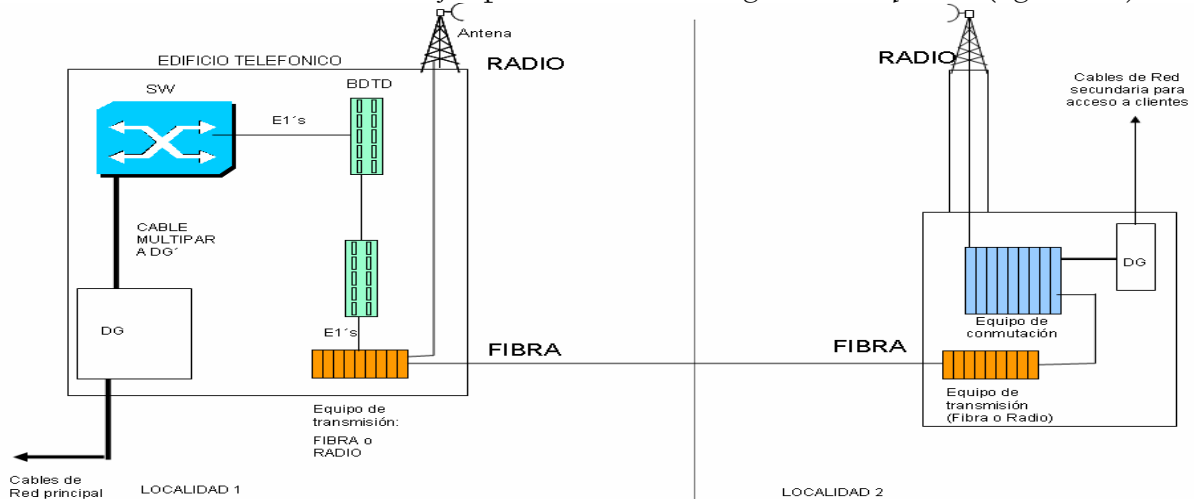 Antena
EDIFICIO TELEFONICO
RADIO
SW
BDTD
E1´s
CABLE
MULTIPAR
A DG´
DG
E1´s
FIBRA
Equipo de
transmisión:
FIBRA o
RADIO
Cables de
Red principal
LOCALIDAD 1
RADIO
Cables de Red
secundaria para
acceso a clientes
DG
Equipo de
conmutación
FIBRA
Equipo de
transmisión
(Fibra o Radio)
LOCALIDAD 2